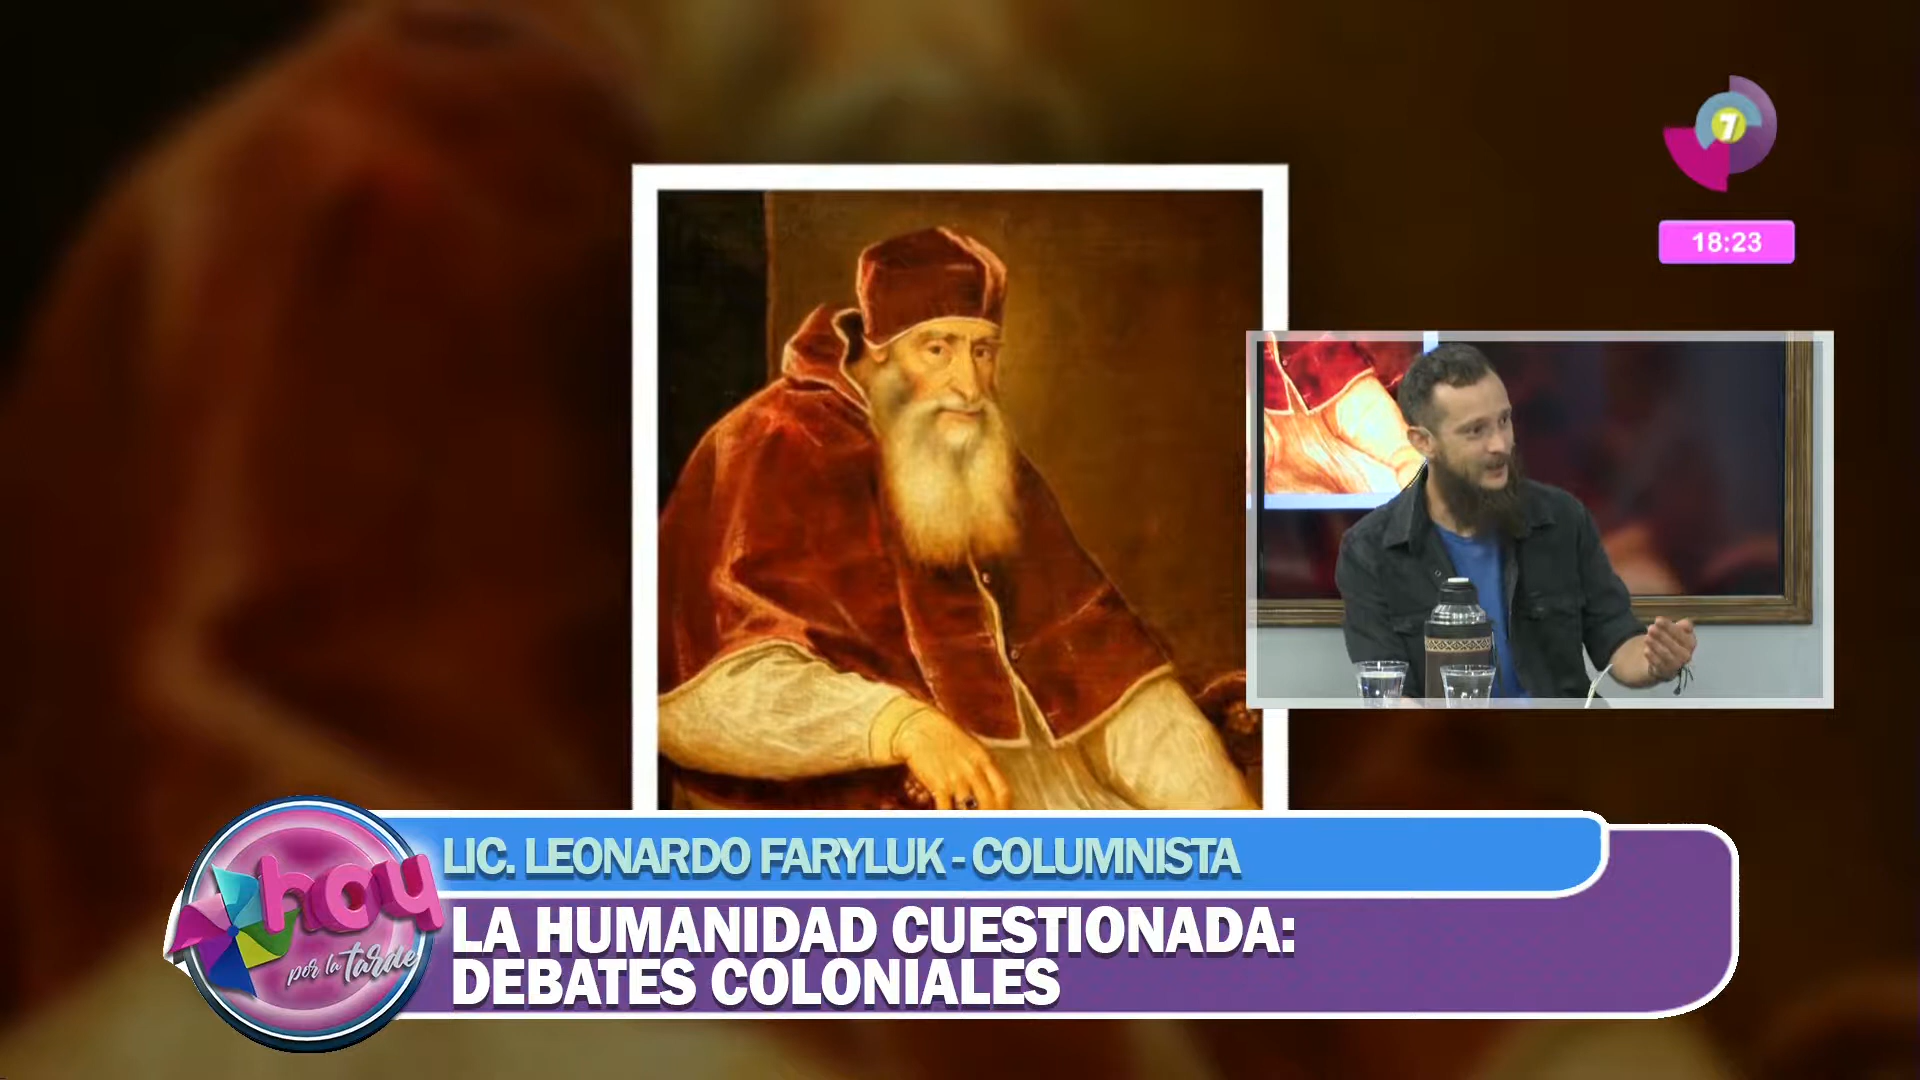 7
18:23
LIC. LEONARDO FARYLUK - COLUMNISTA
hoy
por la tarde
LA HUMANIDAD CUESTIONADA:
DEBATES COLONIALES